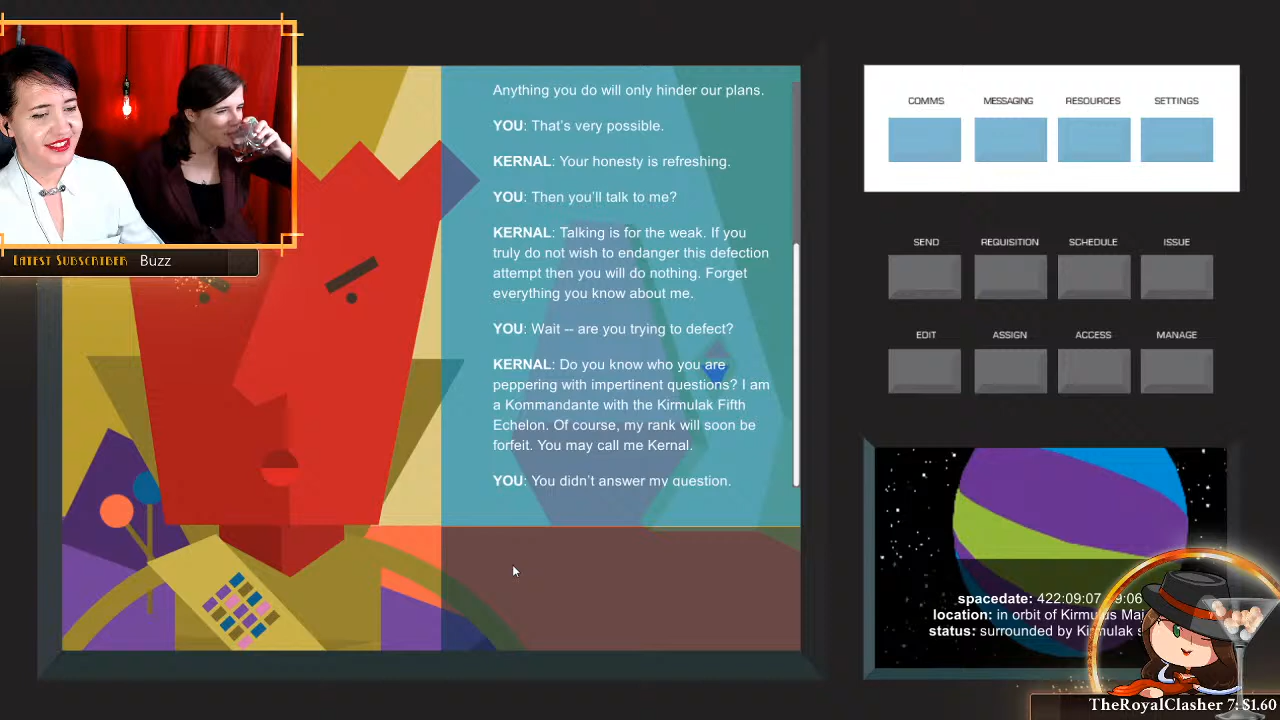 Anything you do will only hinder our plans.
YOU: That's very possible.
KERNAL: Your honesty is refreshing.
YOU: Then you'll talk to me?
KERNAL: Talking is for the weak. If you
truly do not wish to endanger this defection
attempt then you will do nothing. Forget
everything you know about me.
YOU: Wait -- are you trying to defect?
KERNAL: Do you know who you are
peppering with impertinent questions? I am
a Kommandante with the Kirmulak Fifth
Echelon. Of course, my rank will soon be
forfeit. You may call me Kernal.
YOU: You didn't answer my question.
COMMS MESSAGING RESOURCES SETTINGS
SEND REQUISITION SCHEDULE ISSUE
EDIT ASSIGN ACCESS MANAGE
spacedate: 422:09:07
location: in orbit of
status: surrounded by
LATEST SUBSCRIBER Buzz
TheRoyalClasher 7: $1.60